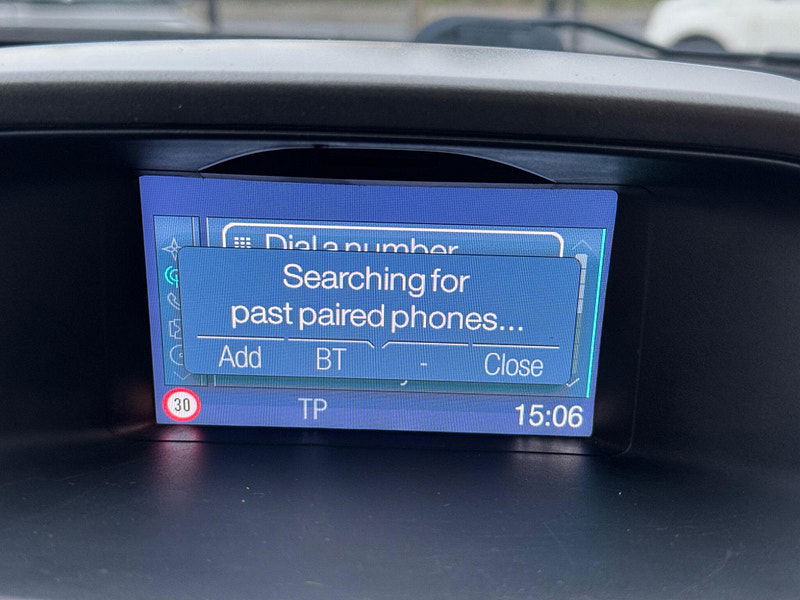 Dial a number
Searching for
past paired phones...
Add BT - Close
30 TP 15:06